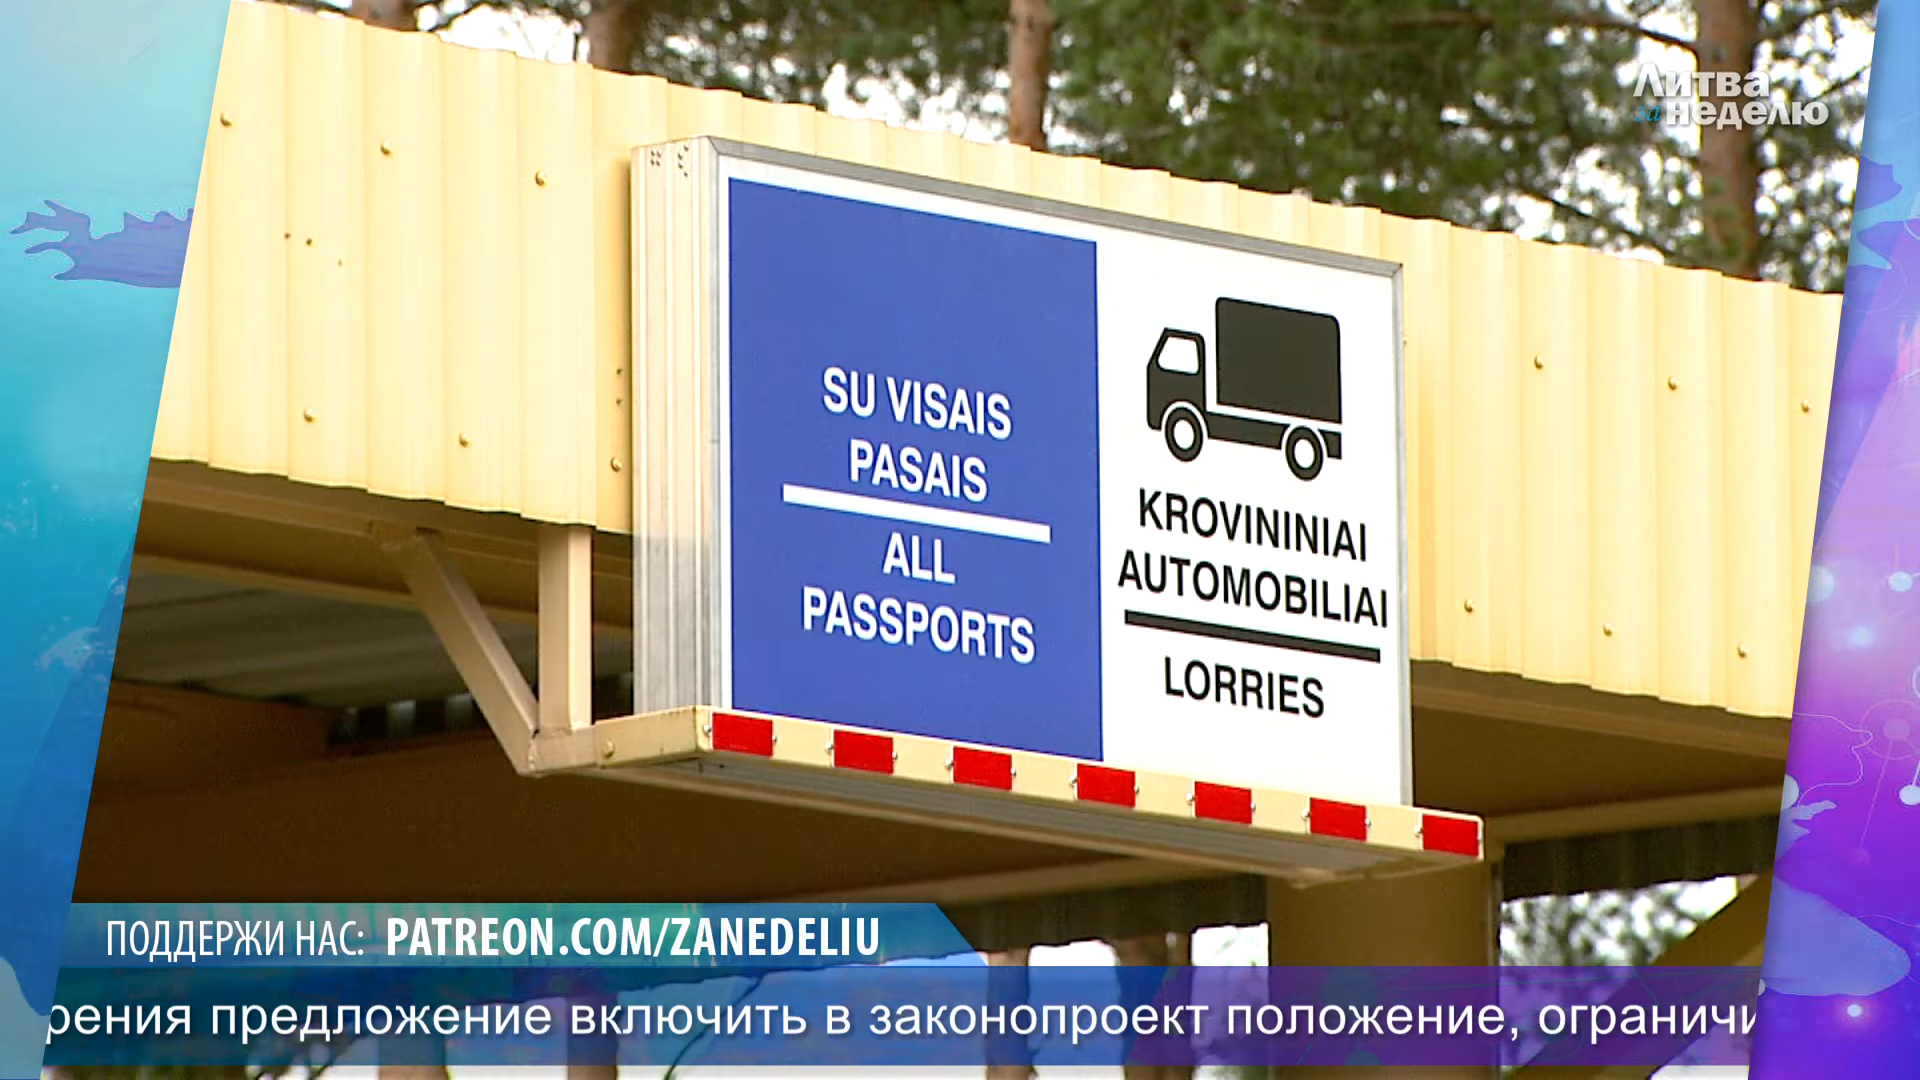 Литва
за неделю
SU VISAIS
PASAIS
ALL
PASSPORTS
KROVININIAI
AUTOMOBILIAI
LORRIES
ПОДДЕРЖИ НАС: PATREON.COM/ZANEDELIU
рения предложение включить в законопроект положение, ограничи